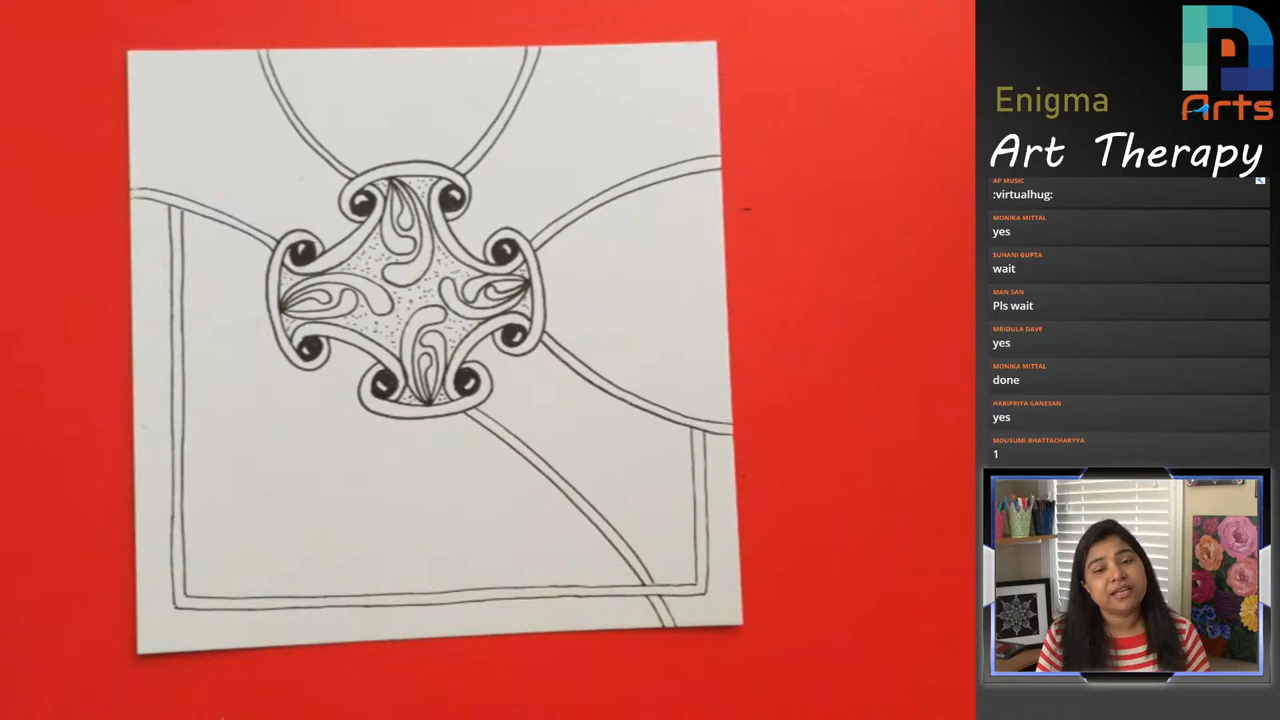 Enigma
Arts
Art Therapy
AP MUSIC
:virtualhug:
MONIKA MITTAL
yes
SUHANI GUPTA
wait
MAN SAN
Pls wait
MRIDULA DAVE
yes
MONIKA MITTAL
done
HARIPRIYA GANESAN
yes
MOUSUMI BHATTACHARYYA
1